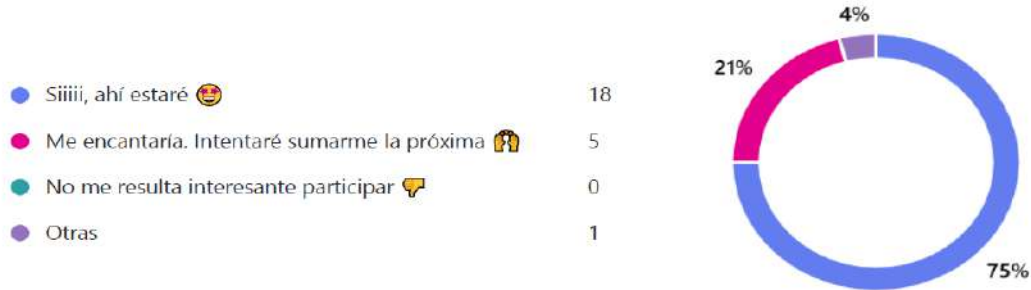 Siiiii, ahí estaré 🤩 18
Me encantaría. Intentaré sumarme la próxima 🙌 5
No me resulta interesante participar 👎 0
Otras 1
4%
21%
75%